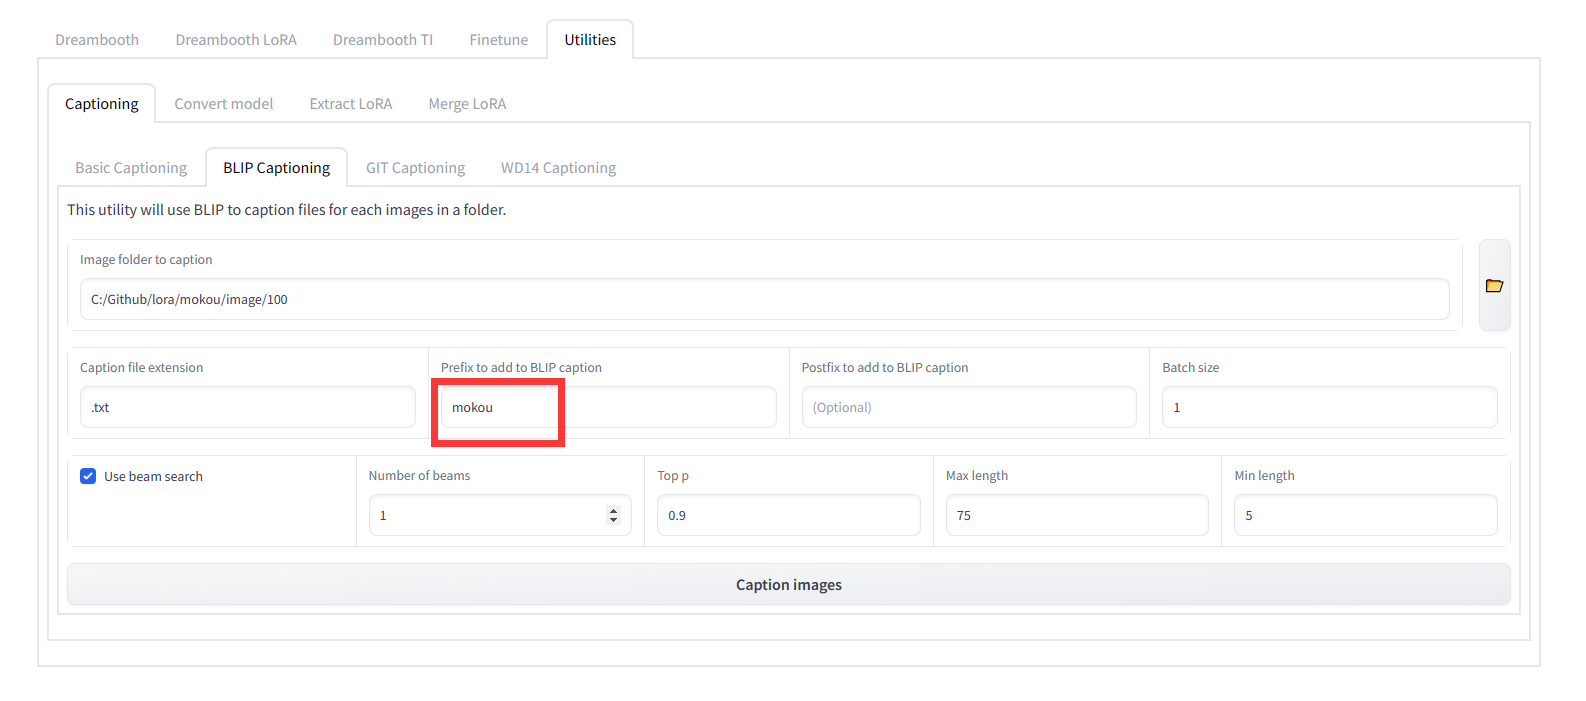 Dreambooth Dreambooth LoRA Dreambooth TI Finetune Utilities
Captioning Convert model Extract LoRA Merge LoRA
Basic Captioning BLIP Captioning GIT Captioning WD14 Captioning
This utility will use BLIP to caption files for each images in a folder.
Image folder to caption
C:/Github/lora/mokou/image/100
Caption file extension Prefix to add to BLIP caption Postfix to add to BLIP caption Batch size
.txt mokou (Optional) 1
Use beam search Number of beams Top p Max length Min length
1 0.9 75 5
Caption images